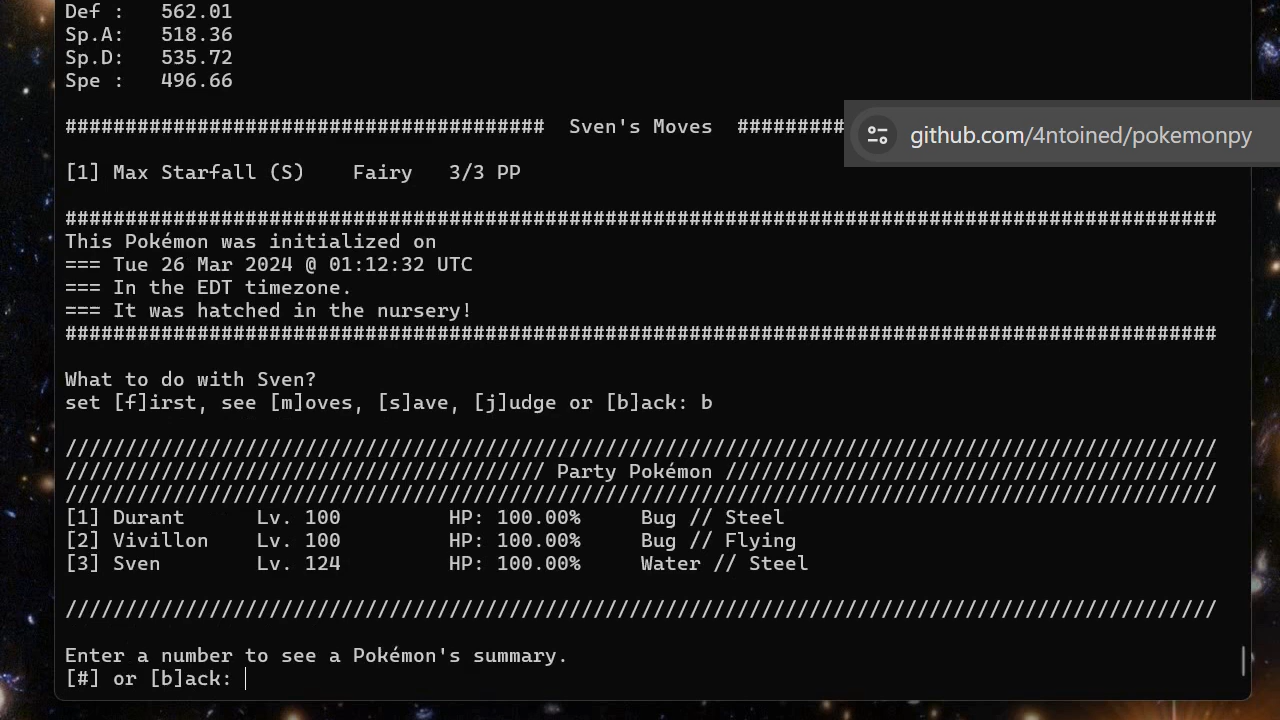 Def :   562.01
Sp.A:   518.36
Sp.D:   535.72
Spe :   496.66
########################################  Sven's Moves  #########
github.com/4ntoined/pokemonpy
[1] Max Starfall (S)    Fairy   3/3 PP
################################################################################################
This Pokémon was initialized on
=== Tue 26 Mar 2024 @ 01:12:32 UTC
=== In the EDT timezone.
=== It was hatched in the nursery!
################################################################################################
What to do with Sven?
set [f]irst, see [m]oves, [s]ave, [j]udge or [b]ack: b
////////////////////////////////////////////////////////////////////////////////////////////////
//////////////////////////////////////// Party Pokémon /////////////////////////////////////////
////////////////////////////////////////////////////////////////////////////////////////////////
[1] Durant      Lv. 100         HP: 100.00%     Bug // Steel
[2] Vivillon    Lv. 100         HP: 100.00%     Bug // Flying
[3] Sven        Lv. 124         HP: 100.00%     Water // Steel
////////////////////////////////////////////////////////////////////////////////////////////////
Enter a number to see a Pokémon's summary.
[#] or [b]ack: